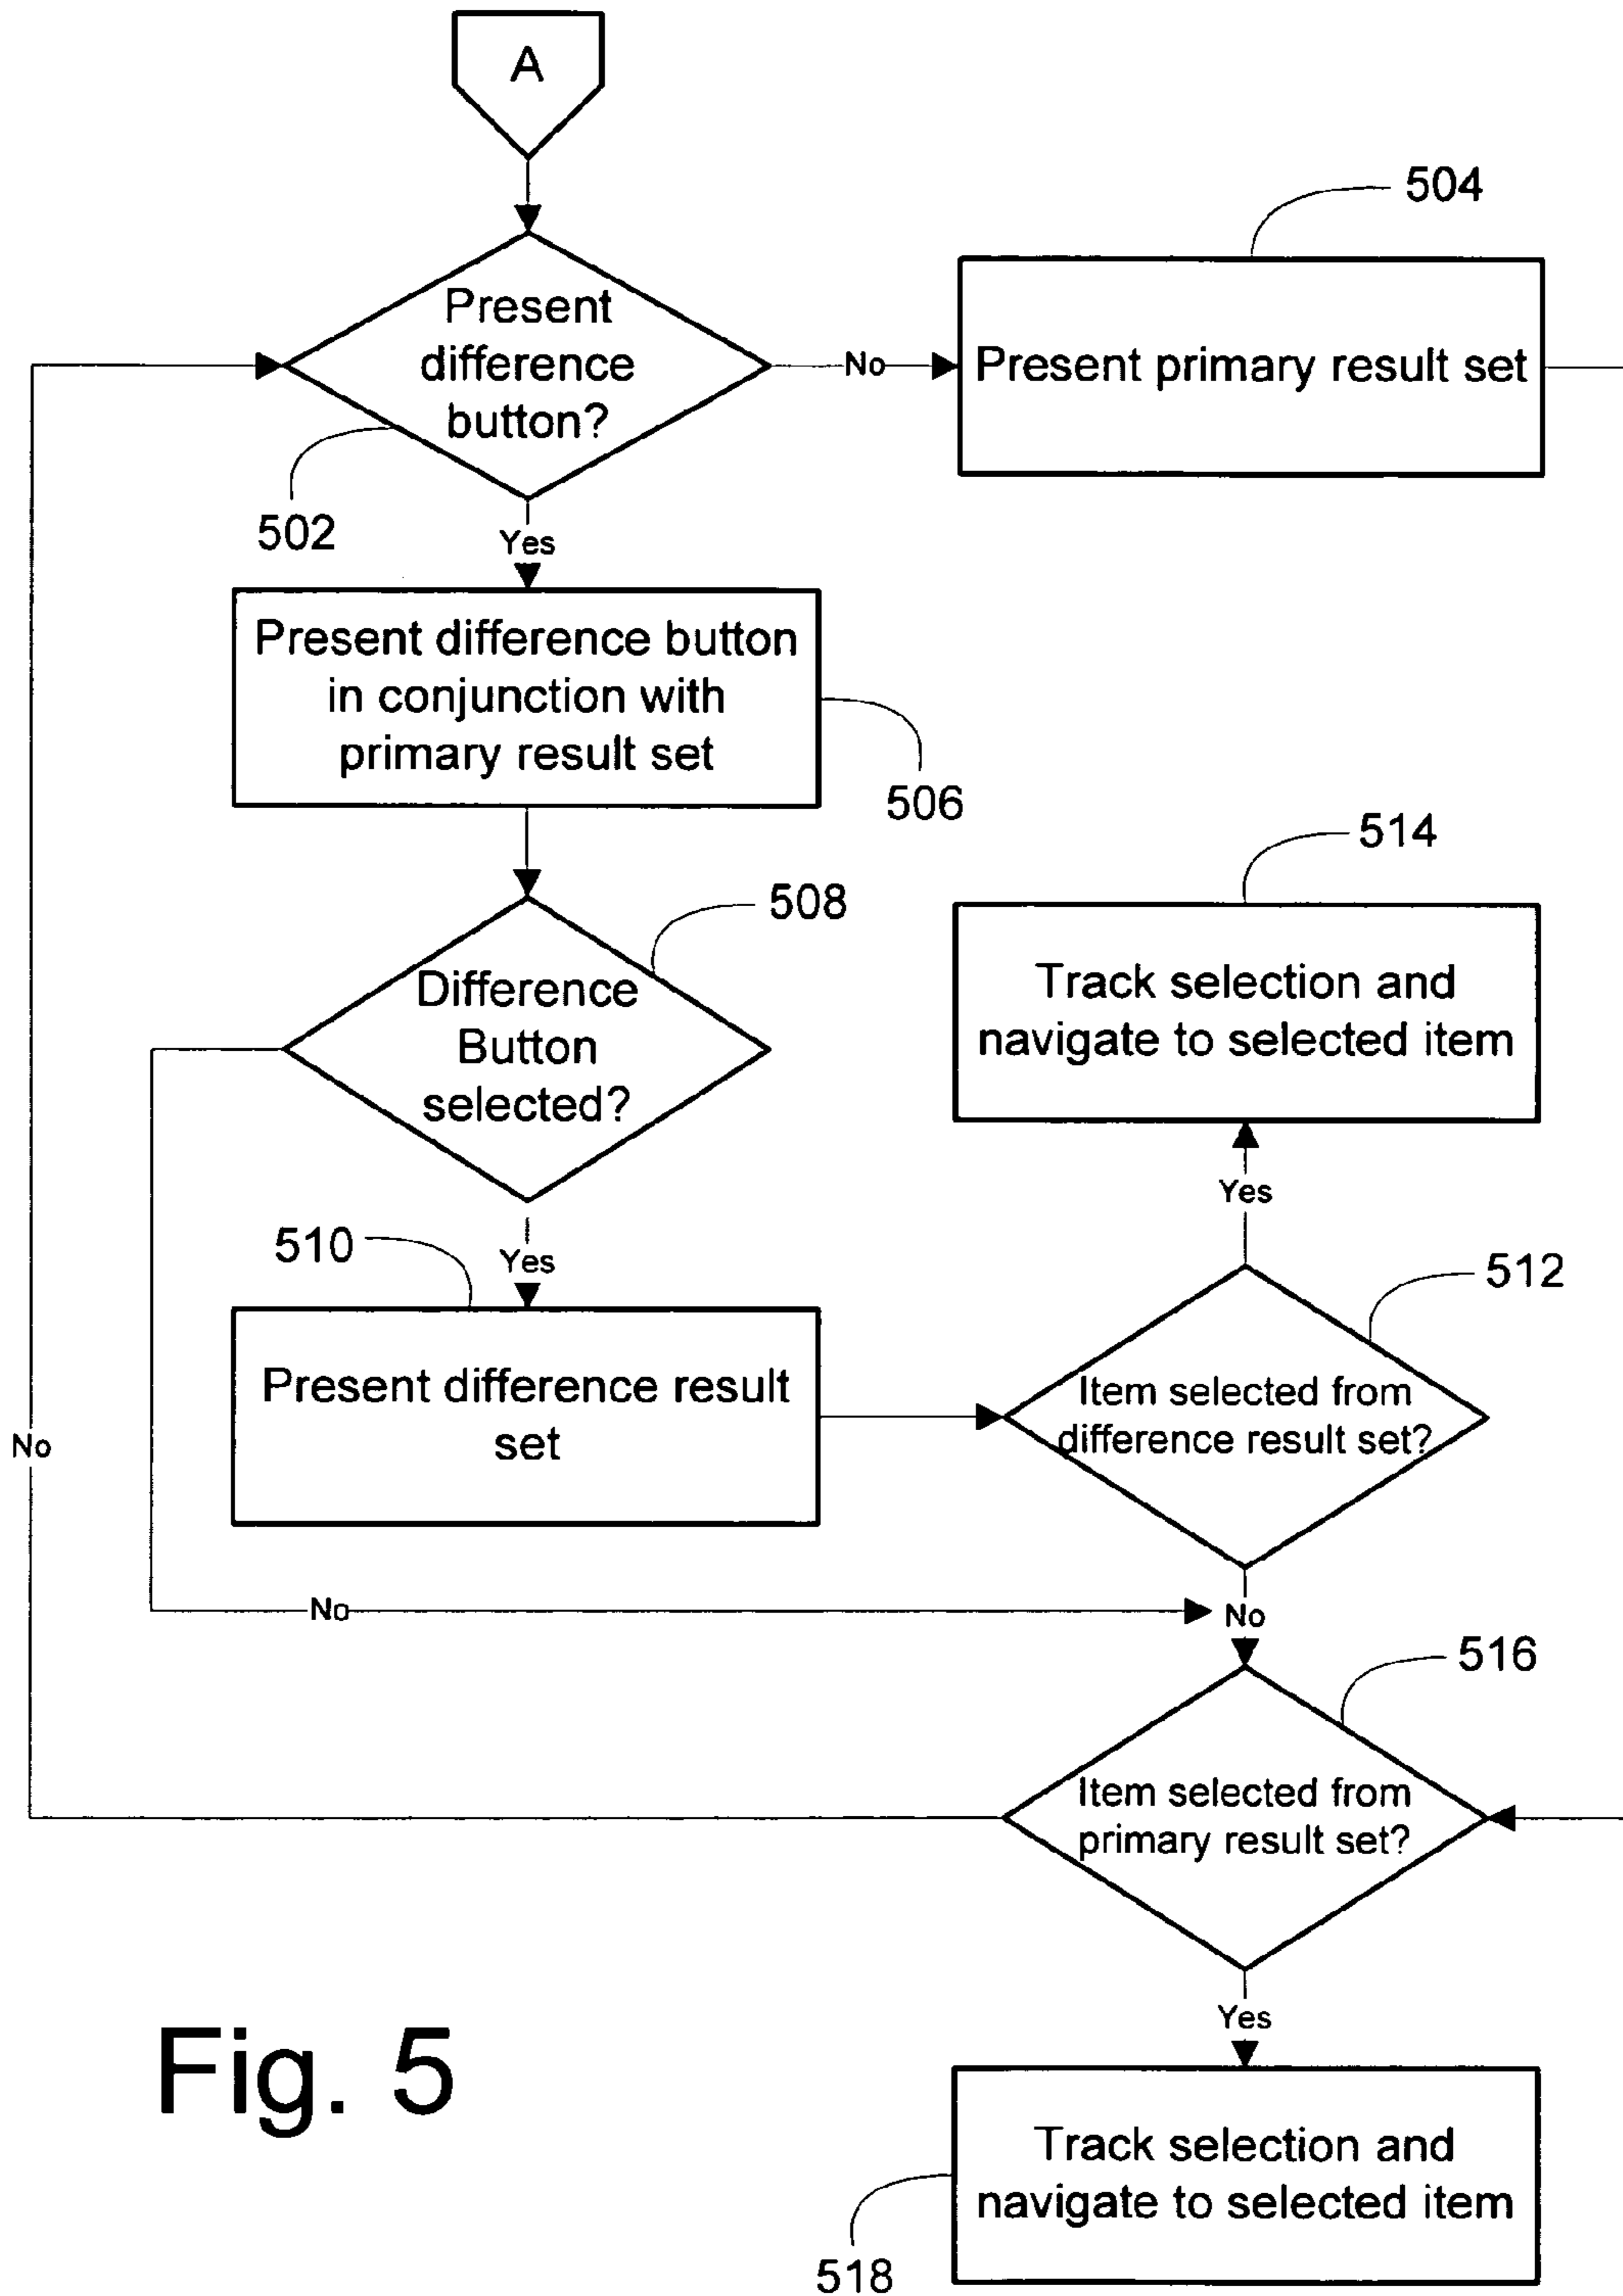 A
504
Present
difference
button?
No
Present primary result set
502
Yes
Present difference button
in conjunction with
primary result set
506
514
508
Track selection and
navigate to selected item
Difference
Button
selected?
Yes
510
Yes
512
Present difference result
set
Item selected from
difference result set?
No
No
No
516
Item selected from
primary result set?
Yes
Fig. 5
Track selection and
navigate to selected item
518